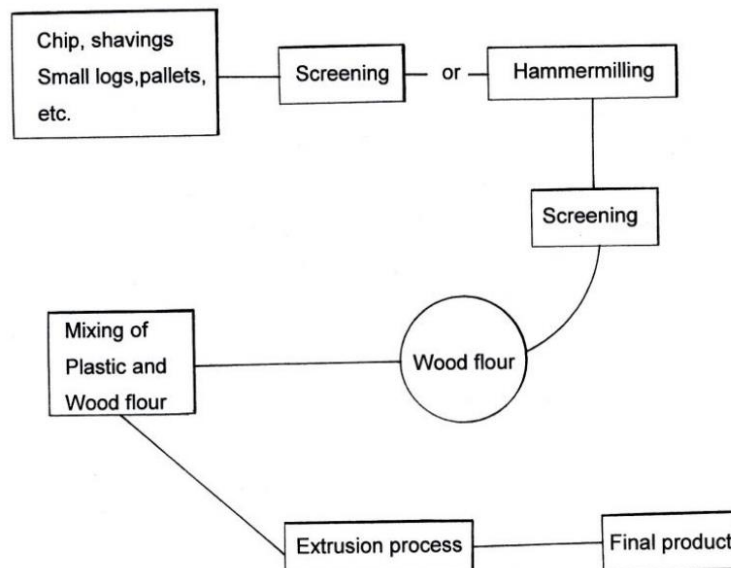 Chip, shavings
Small logs,pallets,
etc.
Screening
or
Hammermilling
Screening
Wood flour
Mixing of
Plastic and
Wood flour
Extrusion process
Final product